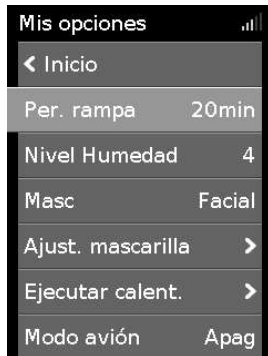 Mis opciones
< Inicio
Per. rampa 20min
Nivel Humedad 4
Masc Facial
Ajust. mascarilla >
Ejecutar calent. >
Modo avión Apag